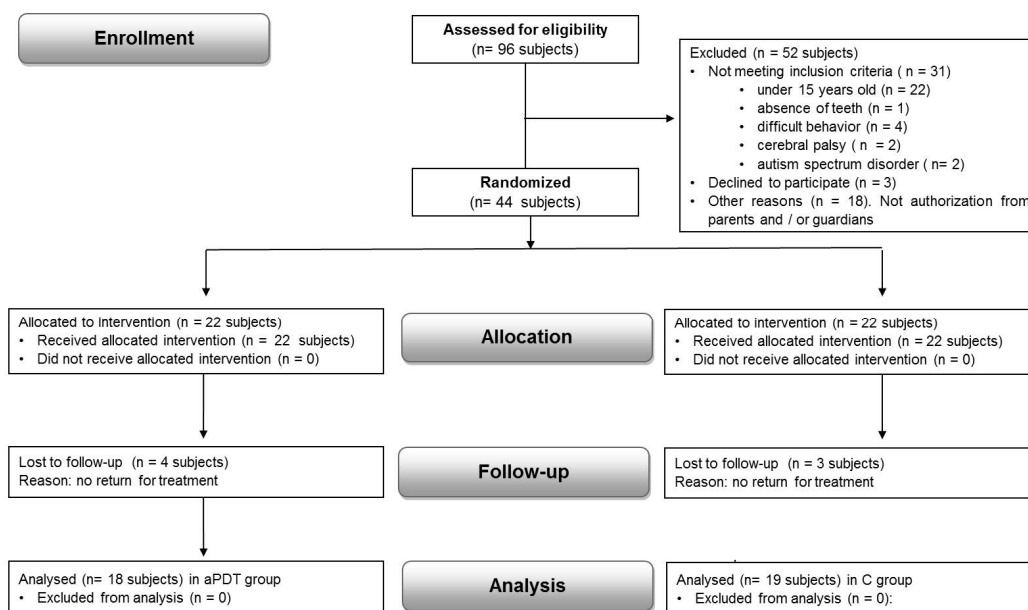 Enrollment
Assessed for eligibility
(n= 96 subjects)
Excluded (n = 52 subjects)
• Not meeting inclusion criteria ( n = 31)
• under 15 years old (n = 22)
• absence of teeth (n = 1)
• difficult behavior (n = 4)
• cerebral palsy ( n = 2)
• autism spectrum disorder ( n= 2)
• Declined to participate (n = 3)
• Other reasons (n = 18). Not authorization from
parents and / or guardians
Randomized
(n= 44 subjects)
Allocated to intervention (n = 22 subjects)
• Received allocated intervention (n = 22 subjects)
• Did not receive allocated intervention (n = 0)
Allocation
Allocated to intervention (n = 22 subjects)
• Received allocated intervention (n = 22 subjects)
• Did not receive allocated intervention (n = 0)
Lost to follow-up (n = 4 subjects)
Reason: no return for treatment
Follow-up
Lost to follow-up (n = 3 subjects)
Reason: no return for treatment
Analysed (n= 18 subjects) in aPDT group
• Excluded from analysis (n = 0)
Analysis
Analysed (n= 19 subjects) in C group
• Excluded from analysis (n = 0):